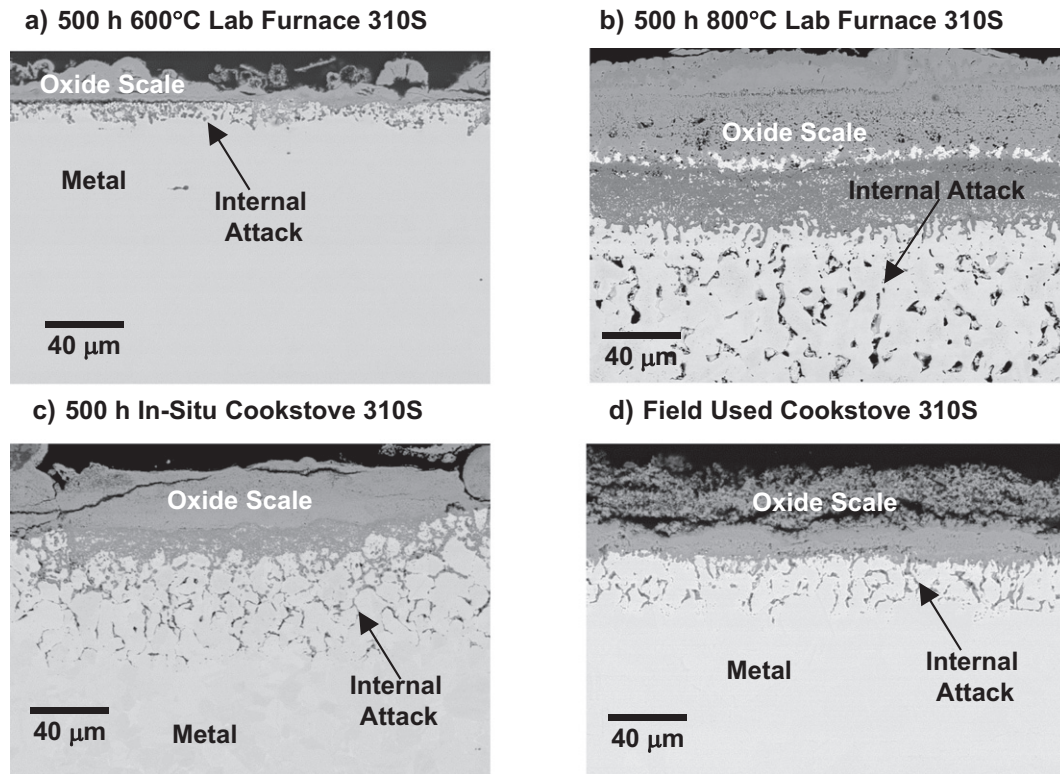 a) 500 h 600°C Lab Furnace 310S
Oxide Scale
Metal
Internal
Attack
40 μm
b) 500 h 800°C Lab Furnace 310S
Oxide Scale
Internal Attack
40 μm
c) 500 h In-Situ Cookstove 310S
Oxide Scale
Internal
Attack
40 μm
Metal
d) Field Used Cookstove 310S
Oxide Scale
Metal
Internal
Attack
40 μm